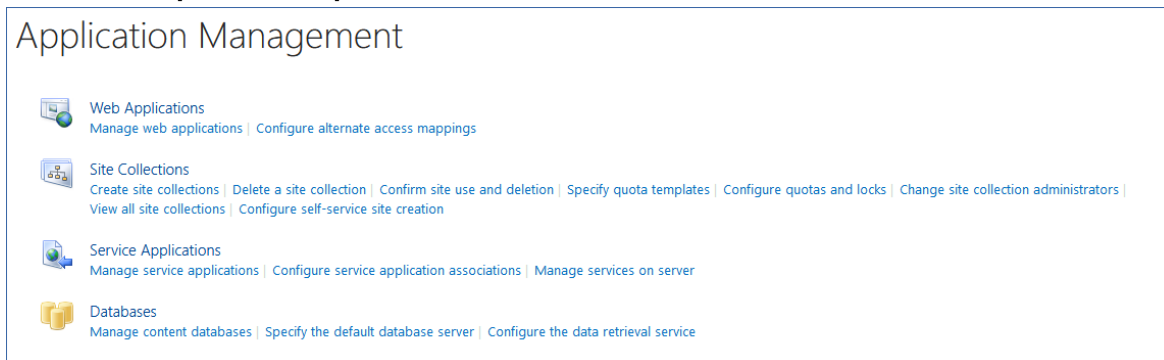 Application Management
Web Applications
Manage web applications | Configure alternate access mappings
Site Collections
Create site collections | Delete a site collection | Confirm site use and deletion | Specify quota templates | Configure quotas and locks | Change site collection administrators |
View all site collections | Configure self-service site creation
Service Applications
Manage service applications | Configure service application associations | Manage services on server
Databases
Manage content databases | Specify the default database server | Configure the data retrieval service